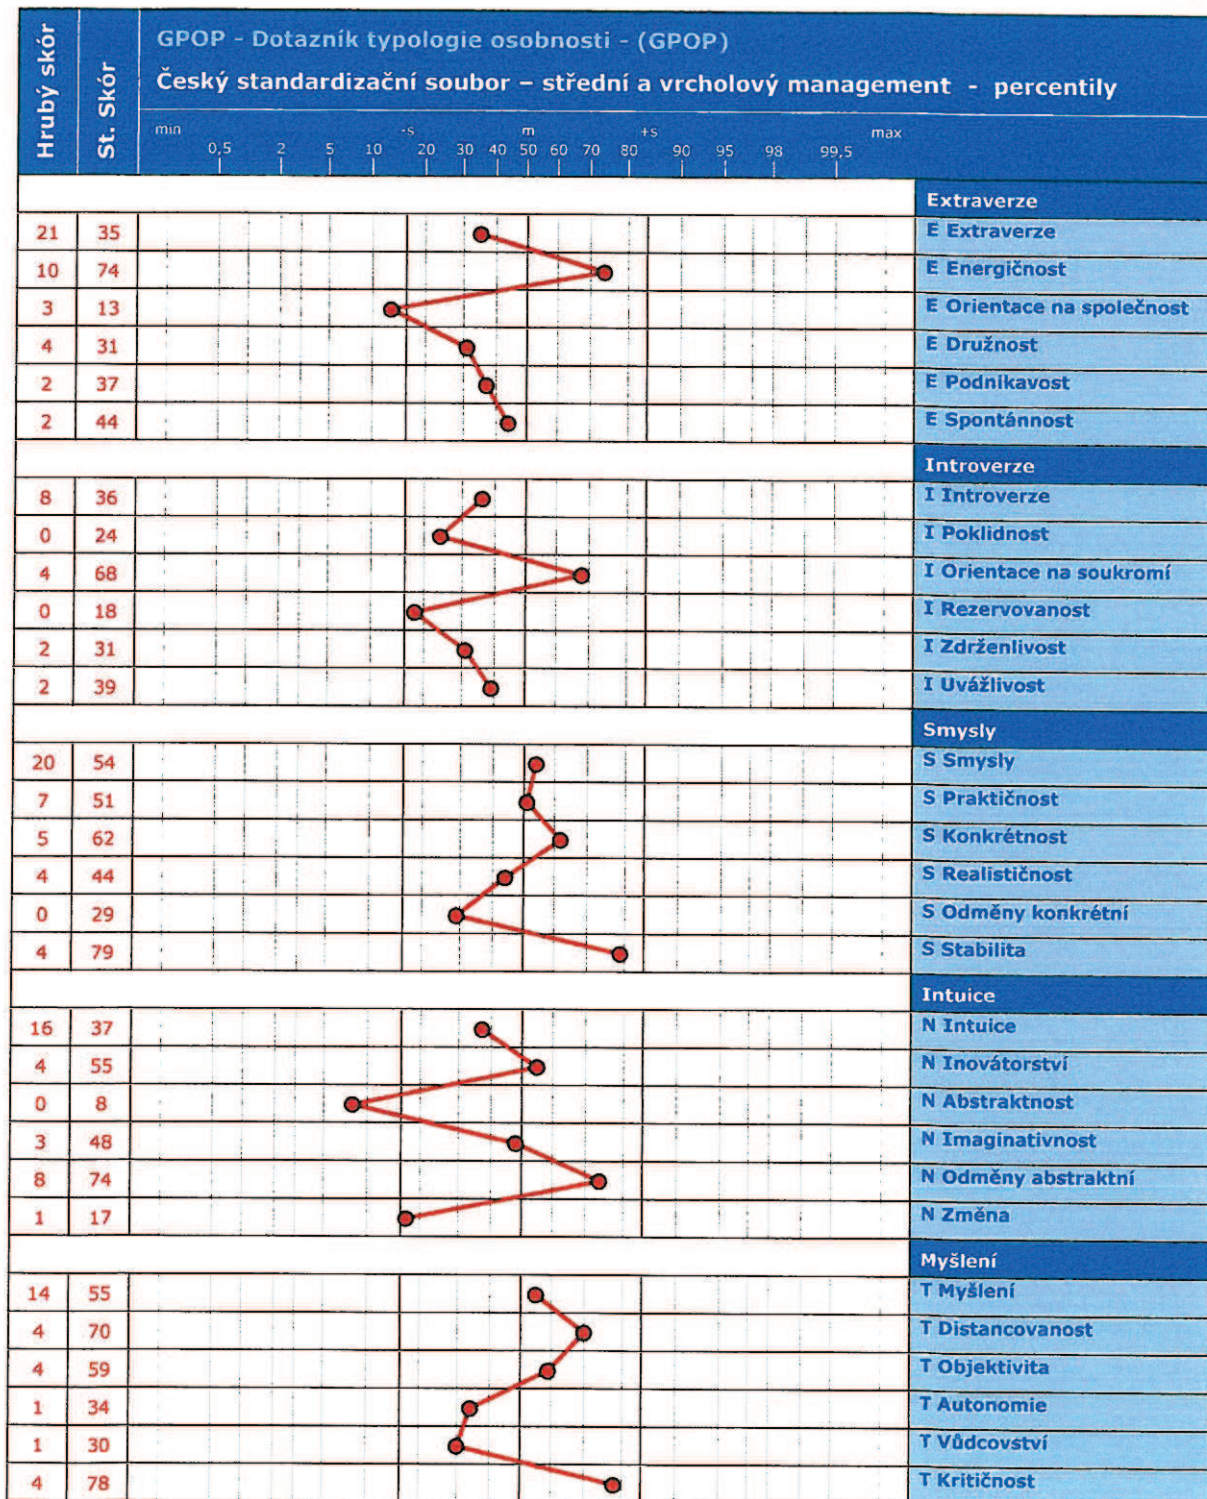 Hrubý skór
St. Skór
GPOP - Dotazník typologie osobnosti - (GPOP)
Český standardizační soubor – střední a vrcholový management - percentily
min -s m +s max
0,5 2 5 10 20 30 40 50 60 70 80 90 95 98 99,5
Extraverze
21 35 E Extraverze
10 74 E Energičnost
3 13 E Orientace na společnost
4 31 E Družnost
2 37 E Podnikavost
2 44 E Spontánnost
Introverze
8 36 I Introverze
0 24 I Poklidnost
4 68 I Orientace na soukromí
0 18 I Rezervovanost
2 31 I Zdrženlivost
2 39 I Uvážlivost
Smysly
20 54 S Smysly
7 51 S Praktičnost
5 62 S Konkrétnost
4 44 S Realističnost
0 29 S Odměny konkrétní
4 79 S Stabilita
Intuice
16 37 N Intuice
4 55 N Inovátorství
0 8 N Abstraktnost
3 48 N Imaginativnost
8 74 N Odměny abstraktní
1 17 N Změna
Myšlení
14 55 T Myšlení
4 70 T Distancovanost
4 59 T Objektivita
1 34 T Autonomie
1 30 T Vůdcovství
4 78 T Kritičnost